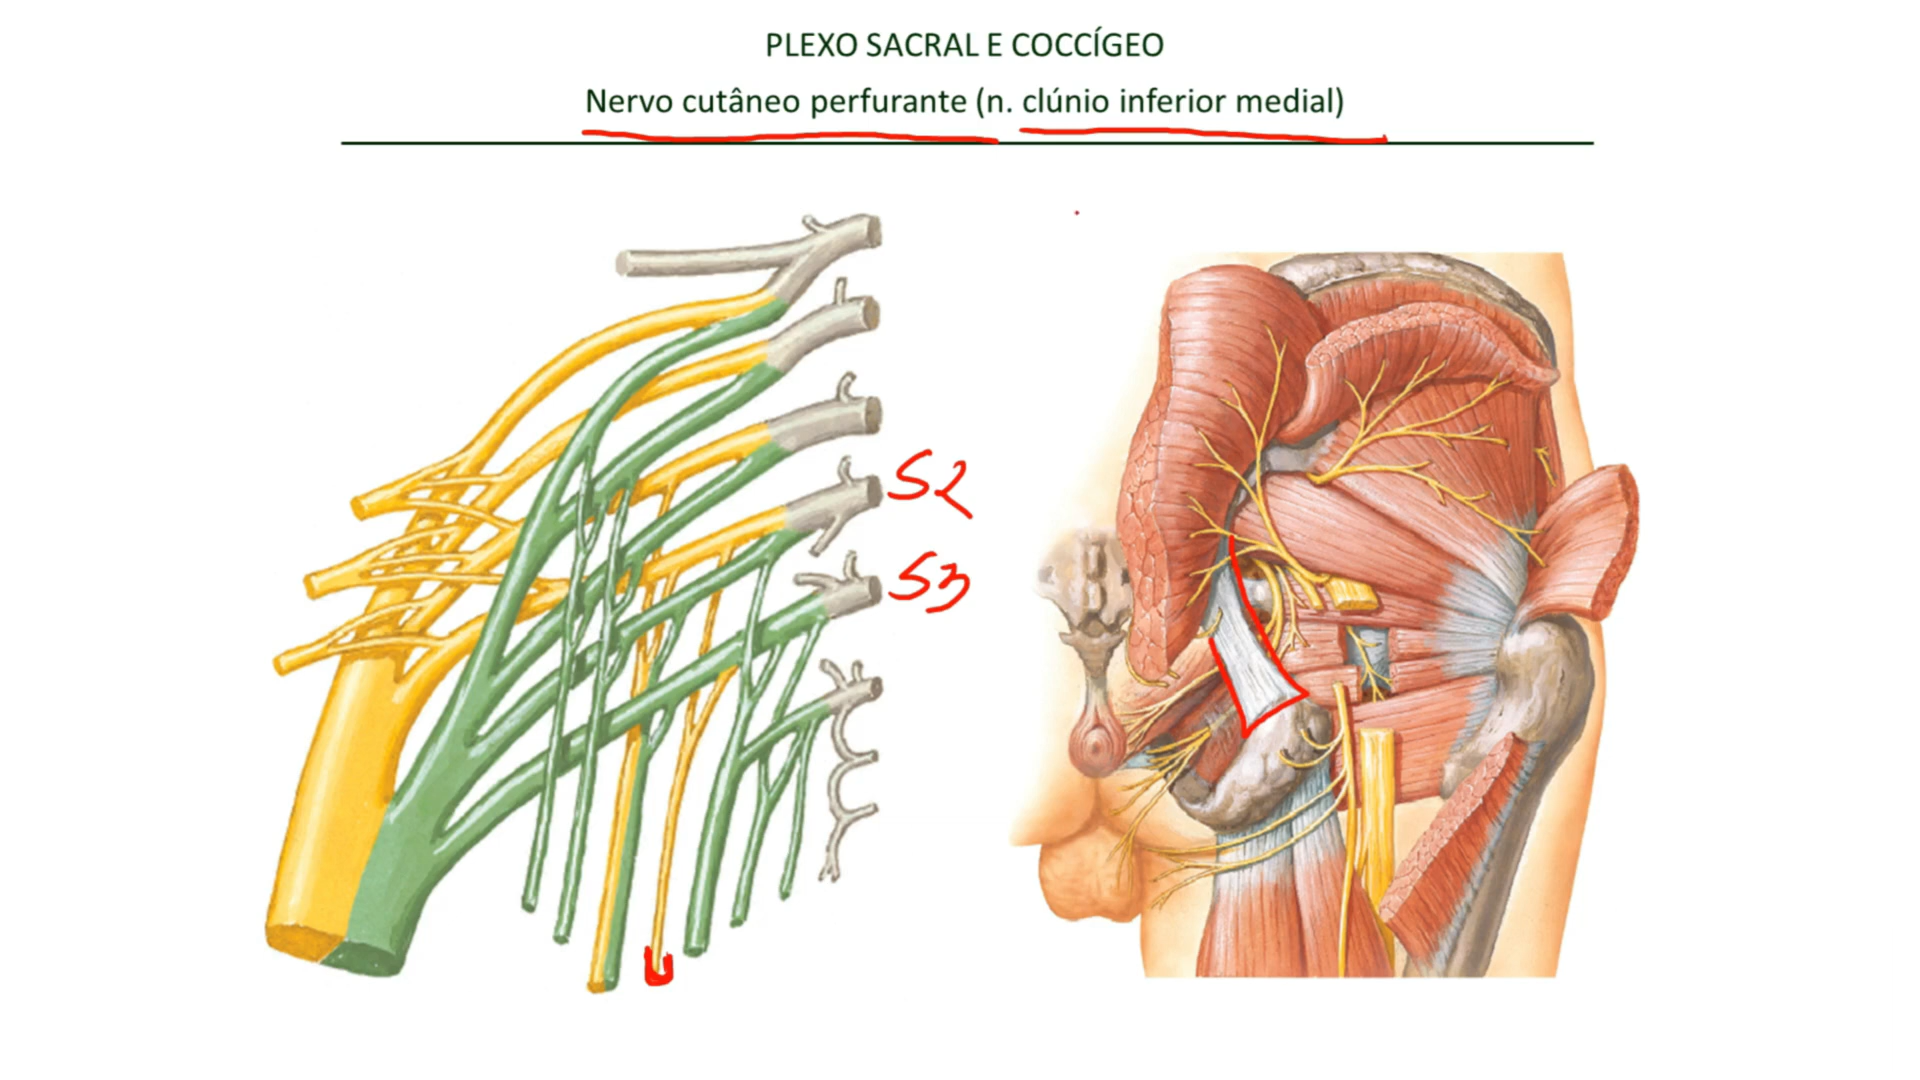 PLEXO SACRAL E COCCÍGEO
Nervo cutâneo perfurante (n. clúnio inferior medial)
S2
S3